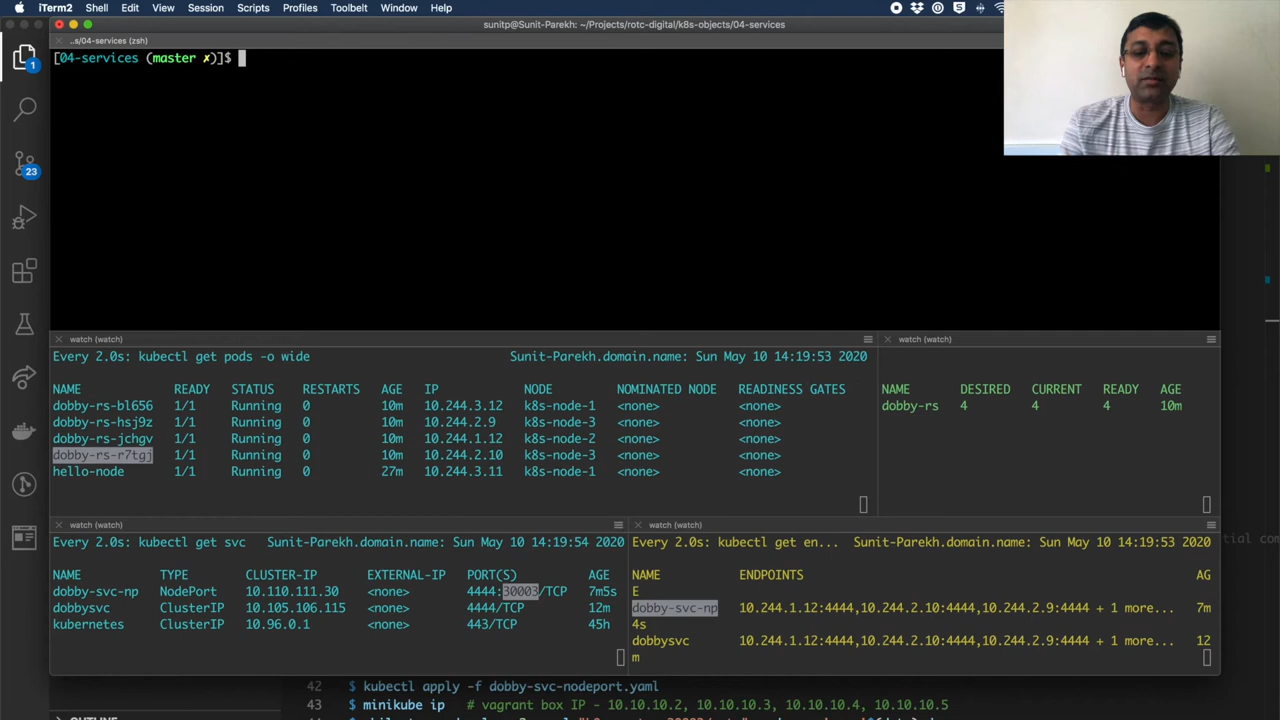 iTerm2 Shell Edit View Session Scripts Profiles Toolbelt Window Help
sunitp@Sunit-Parekh: ~/Projects/rotc-digital/k8s-objects/04-services
..s/04-services (zsh)
[04-services (master ✗)]$
1
23
watch (watch)
Every 2.0s: kubectl get pods -o wide Sunit-Parekh.domain.name: Sun May 10 14:19:53 2020
NAME READY STATUS RESTARTS AGE IP NODE NOMINATED NODE READINESS GATES
dobby-rs-bl656 1/1 Running 0 10m 10.244.3.12 k8s-node-1 <none> <none>
dobby-rs-hsj9z 1/1 Running 0 10m 10.244.2.9 k8s-node-3 <none> <none>
dobby-rs-jchgv 1/1 Running 0 10m 10.244.1.12 k8s-node-2 <none> <none>
dobby-rs-r7tgj 1/1 Running 0 10m 10.244.2.10 k8s-node-3 <none> <none>
hello-node 1/1 Running 0 27m 10.244.3.11 k8s-node-1 <none> <none>
watch (watch)
NAME DESIRED CURRENT READY AGE
dobby-rs 4 4 4 10m
watch (watch)
Every 2.0s: kubectl get svc Sunit-Parekh.domain.name: Sun May 10 14:19:54 2020
NAME TYPE CLUSTER-IP EXTERNAL-IP PORT(S) AGE
dobby-svc-np NodePort 10.110.111.30 <none> 4444:30003/TCP 7m5s
dobbysvc ClusterIP 10.105.106.115 <none> 4444/TCP 12m
kubernetes ClusterIP 10.96.0.1 <none> 443/TCP 45h
watch (watch)
Every 2.0s: kubectl get en... Sunit-Parekh.domain.name: Sun May 10 14:19:53 2020
NAME ENDPOINTS AG
E
dobby-svc-np 10.244.1.12:4444,10.244.2.10:4444,10.244.2.9:4444 + 1 more... 7m
4s
dobbysvc 10.244.1.12:4444,10.244.2.10:4444,10.244.2.9:4444 + 1 more... 12
m
42 $ kubectl apply -f dobby-svc-nodeport.yaml
43 $ minikube ip # vagrant box IP - 10.10.10.2, 10.10.10.3, 10.10.10.4, 10.10.10.5